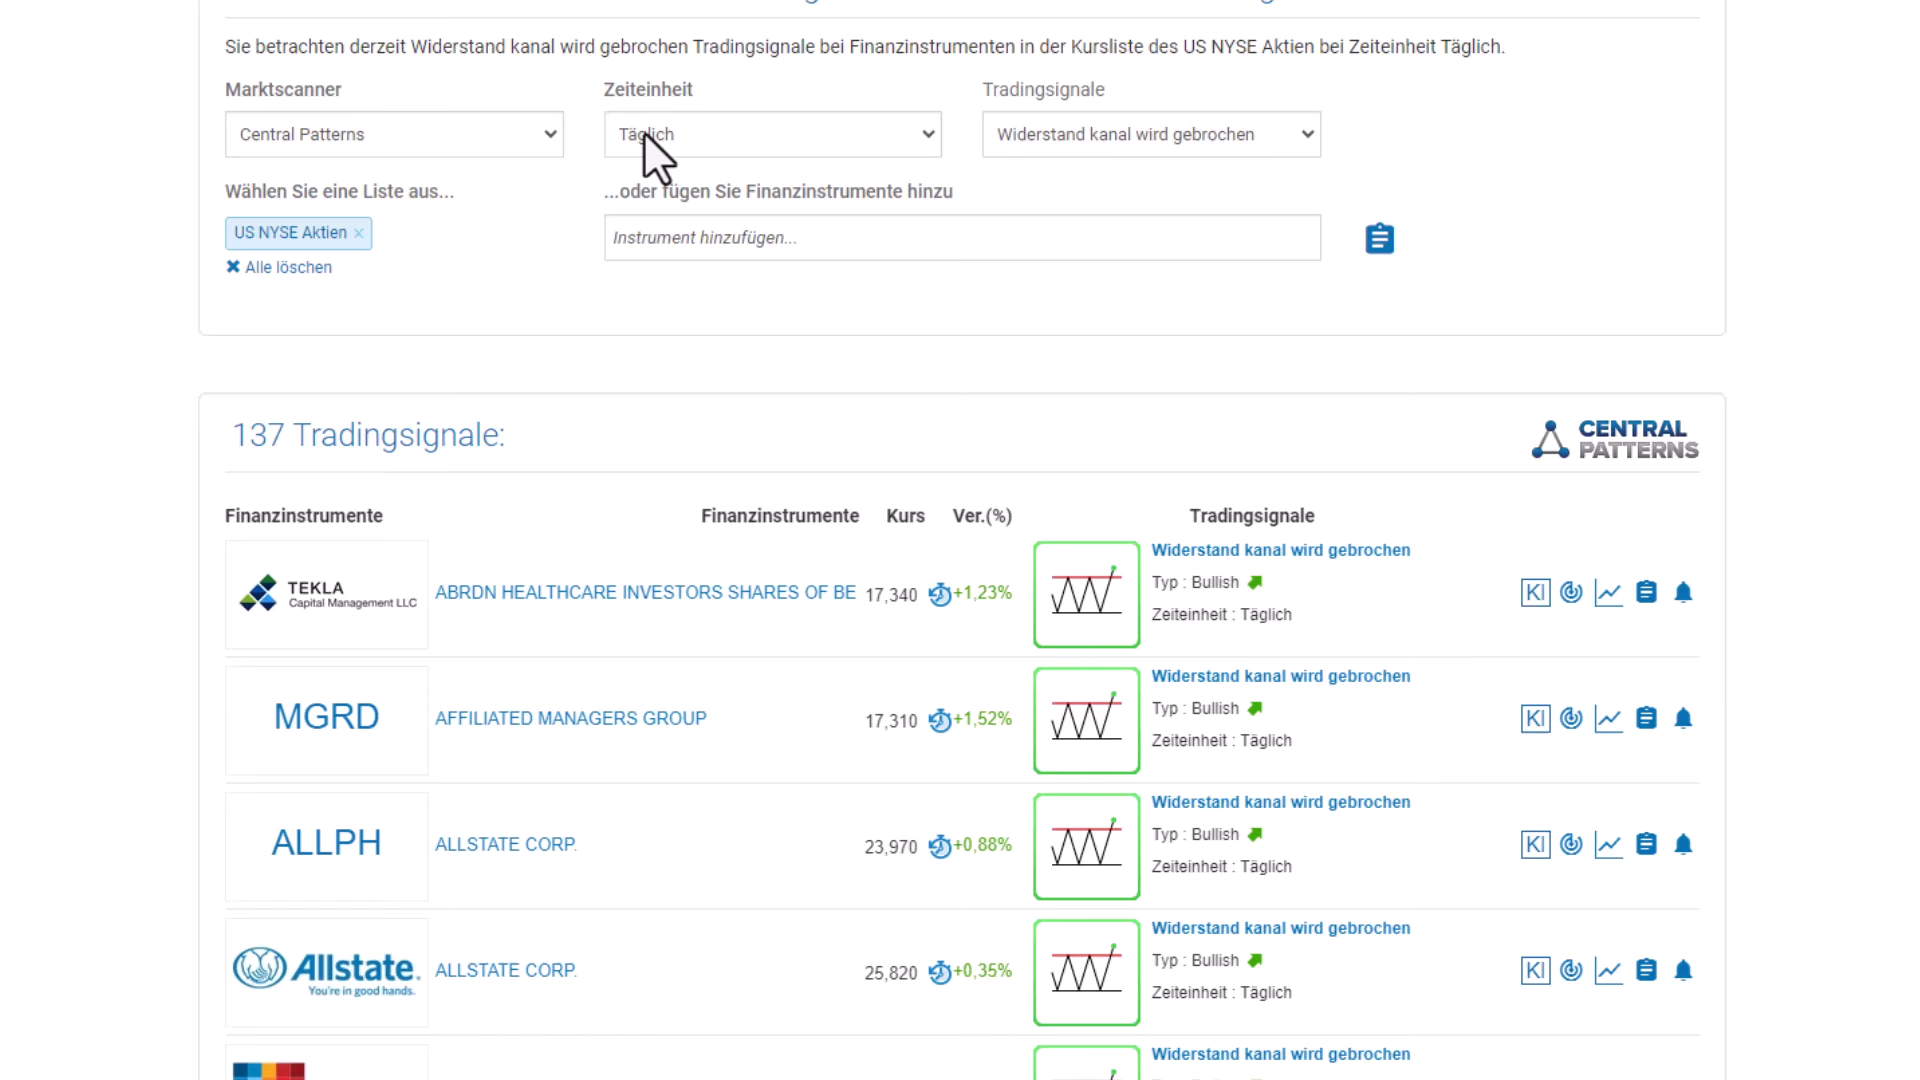 Sie betrachten derzeit Widerstand kanal wird gebrochen Tradingsignale bei Finanzinstrumenten in der Kursliste des US NYSE Aktien bei Zeiteinheit Täglich.
Marktscanner Zeiteinheit Tradingsignale
Central Patterns Täglich Widerstand kanal wird gebrochen
Wählen Sie eine Liste aus... ...oder fügen Sie Finanzinstrumente hinzu
US NYSE Aktien × Instrument hinzufügen...
Alle löschen
137 Tradingsignale:
CENTRAL
PATTERNS
Finanzinstrumente Finanzinstrumente Kurs Ver.(%) Tradingsignale
TEKLA
Capital Management LLC
ABRDN HEALTHCARE INVESTORS SHARES OF BE 17,340 +1,23%
Widerstand kanal wird gebrochen
Typ : Bullish
Zeiteinheit : Täglich
KI
MGRD AFFILIATED MANAGERS GROUP 17,310 +1,52%
Widerstand kanal wird gebrochen
Typ : Bullish
Zeiteinheit : Täglich
KI
ALLPH ALLSTATE CORP. 23,970 +0,88%
Widerstand kanal wird gebrochen
Typ : Bullish
Zeiteinheit : Täglich
KI
Allstate.
You're in good hands.
ALLSTATE CORP. 25,820 +0,35%
Widerstand kanal wird gebrochen
Typ : Bullish
Zeiteinheit : Täglich
KI
Widerstand kanal wird gebrochen